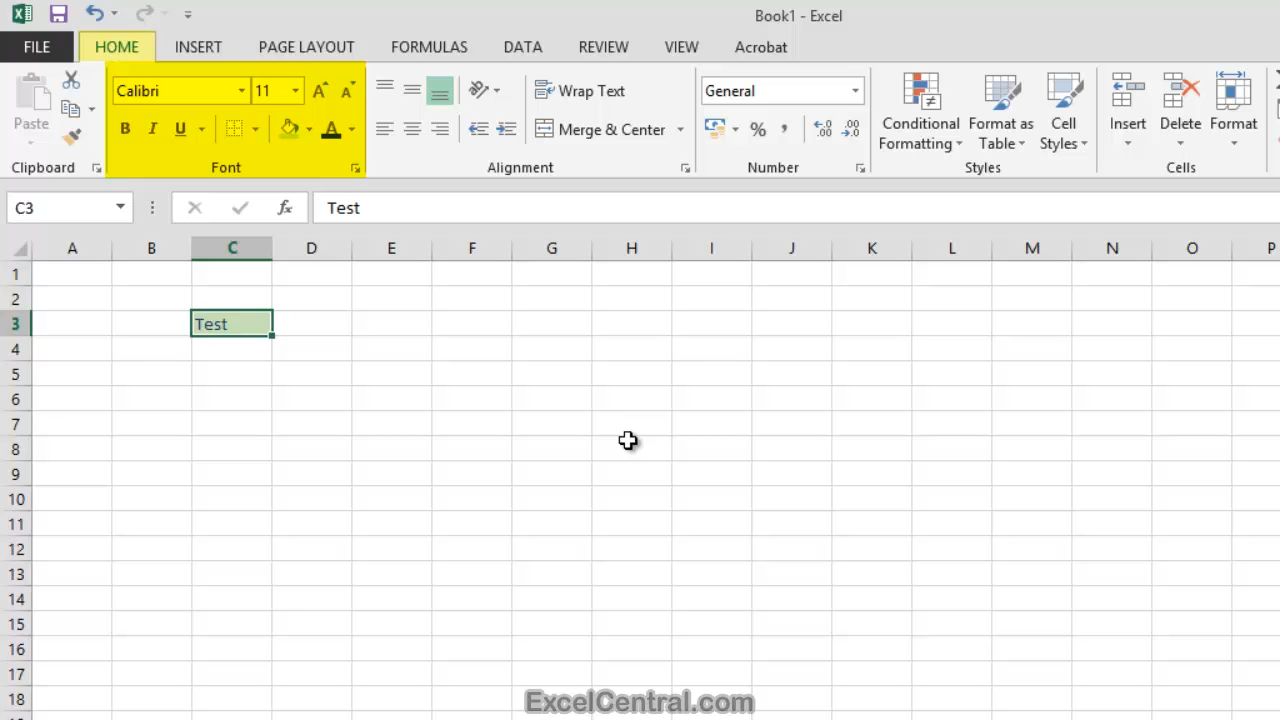 Book1 - Excel
FILE HOME INSERT PAGE LAYOUT FORMULAS DATA REVIEW VIEW Acrobat
Calibri 11 Wrap Text General
Paste B I U A Merge & Center % Conditional Formatting Format as Table Cell Styles Insert Delete Format
Clipboard Font Alignment Number Styles Cells
C3 fx Test
A B C D E F G H I J K L M N O P
1
2
3 Test
4
5
6
7
8
9
10
11
12
13
14
15
16
17
18
ExcelCentral.com